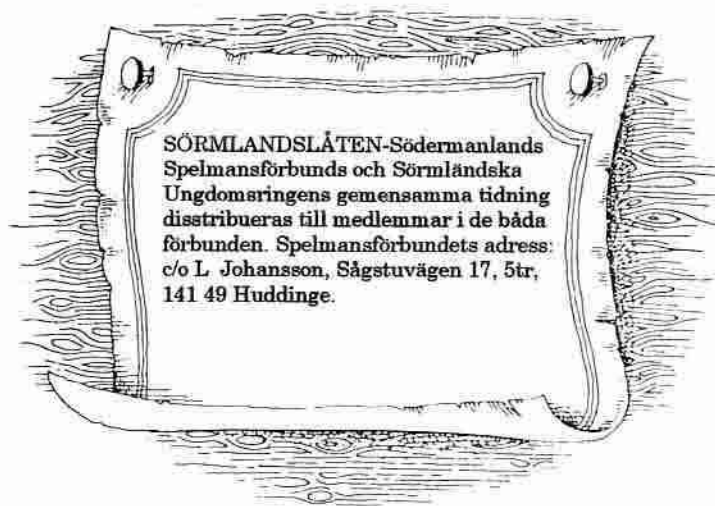 SÖRMLANDSLÅTEN-Södermanlands
Spelmansförbunds och Sörmländska
Ungdomsringens gemensamma tidning
disstribueras till medlemmar i de båda
förbunden. Spelmansförbundets adress:
c/o L Johansson, Sågstuvägen 17, 5tr,
141 49 Huddinge.